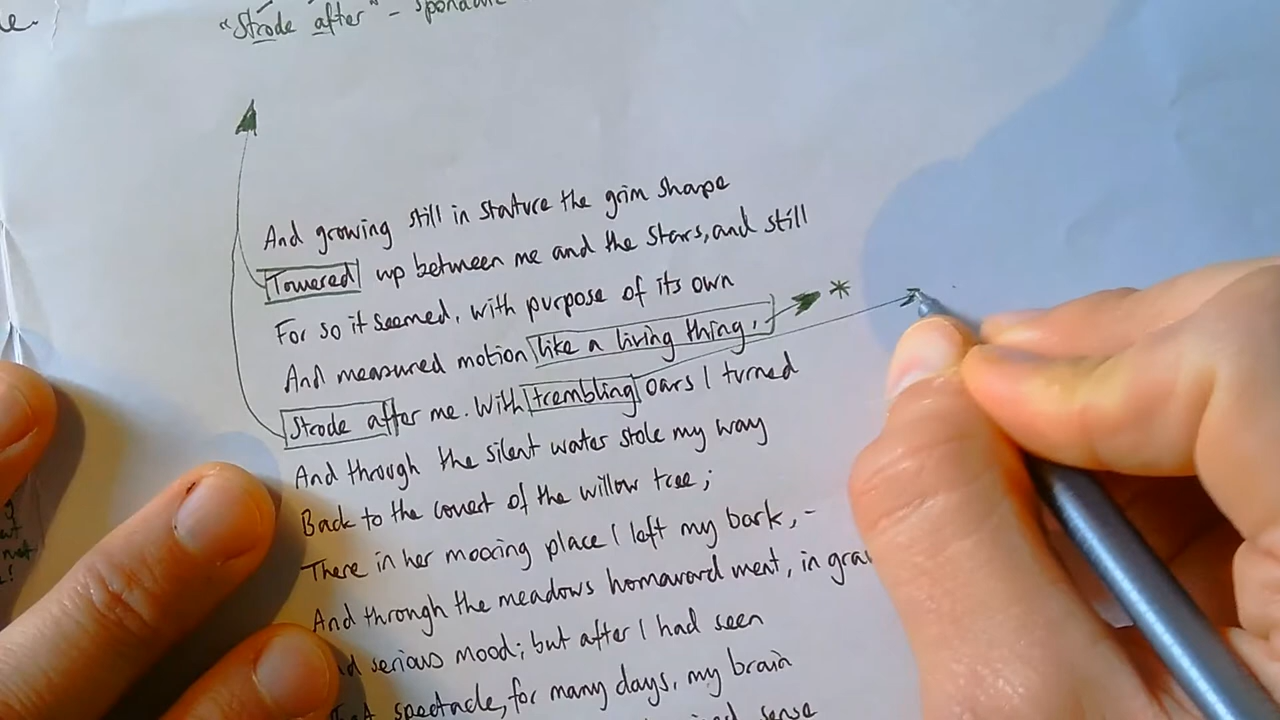 "Strode after" - spondaic
And growing still in stature the grim shape
Towered up between me and the stars, and still
For so it seemed, with purpose of its own
And measured motion like a living thing, *
Strode after me. With trembling oars I turned
And through the silent water stole my way
Back to the covert of the willow tree;
There in her mooring place I left my bark, -
And through the meadows homeward went, in
serious mood; but after I had seen
spectacle, for many days, my brain
sense